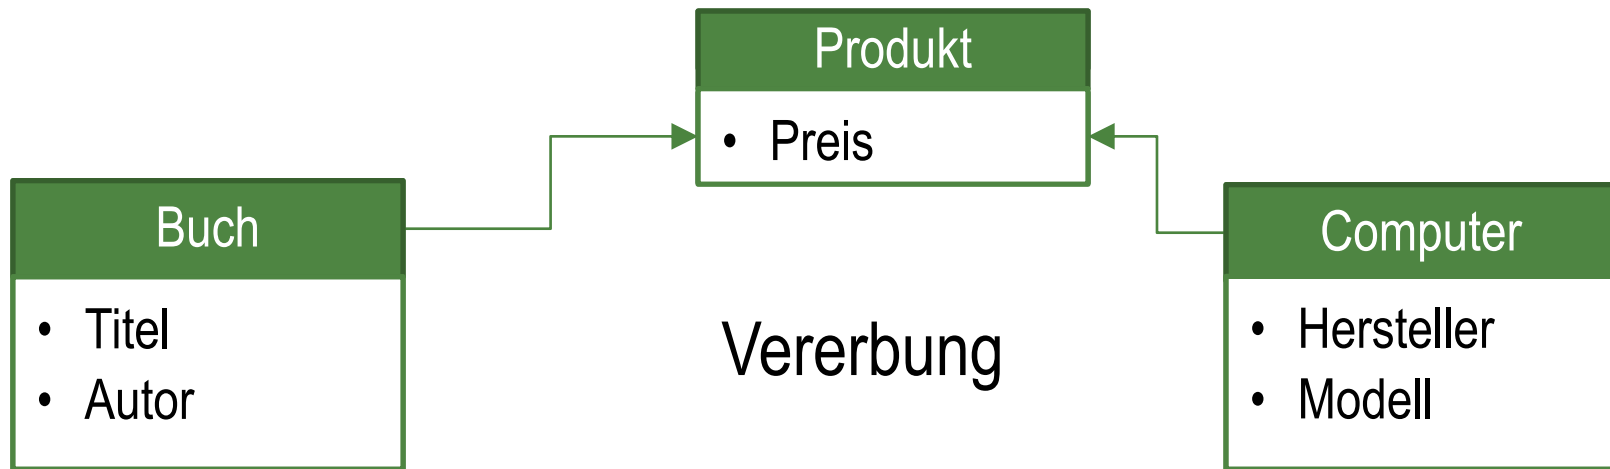 Produkt
• Preis
Buch
• Titel
• Autor
Vererbung
Computer
• Hersteller
• Modell